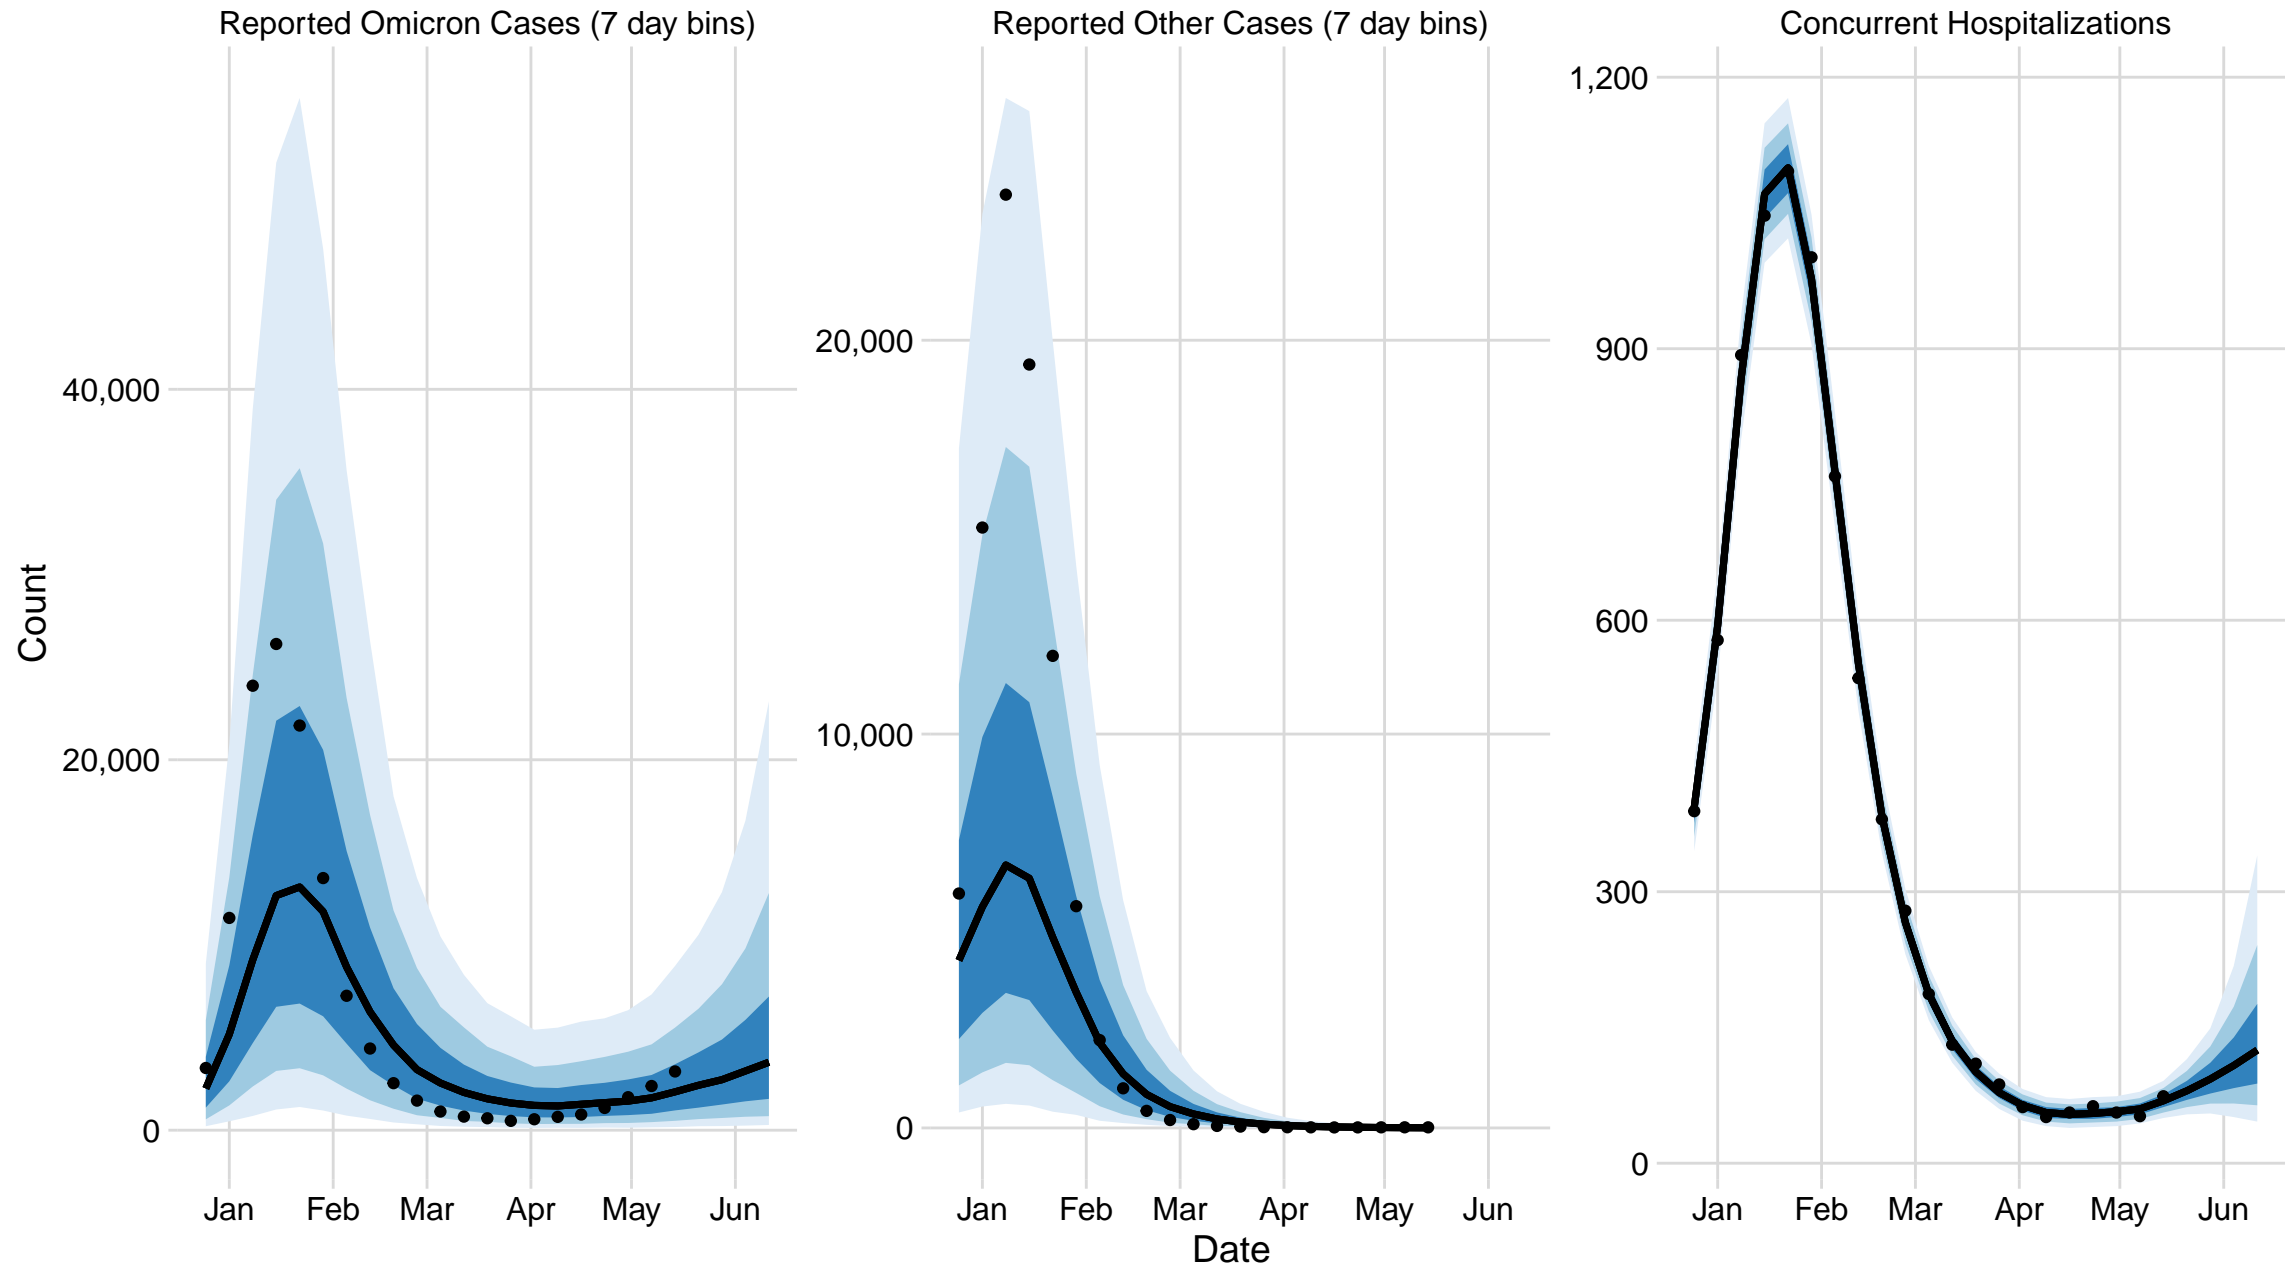 Reported Omicron Cases (7 day bins)
Reported Other Cases (7 day bins)
Concurrent Hospitalizations
Count
40,000
20,000
0
20,000
10,000
0
1,200
900
600
300
0
Jan Feb Mar Apr May Jun
Jan Feb Mar Apr May Jun
Jan Feb Mar Apr May Jun
Date